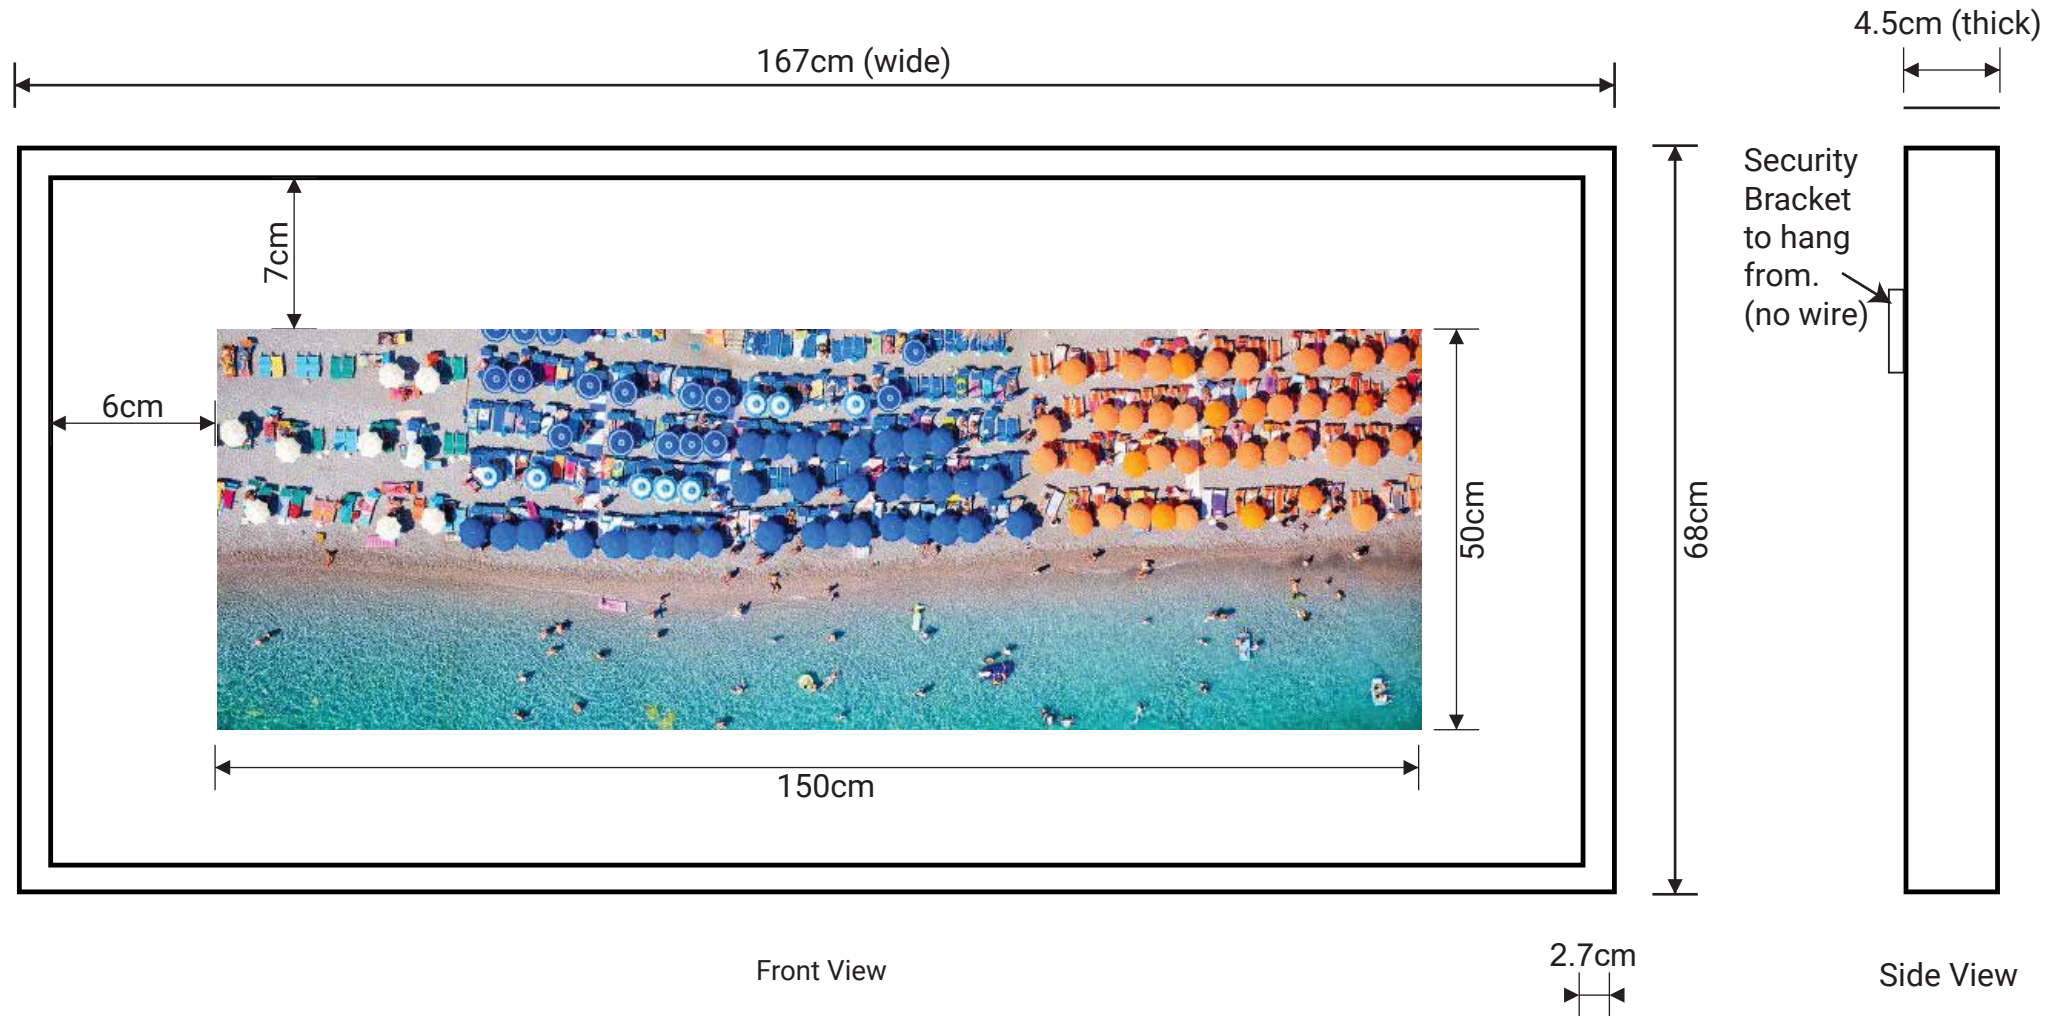 4.5cm (thick)
167cm (wide)
Security
Bracket
to hang
from.
(no wire)
7cm
6cm
50cm
68cm
150cm
2.7cm
Front View
Side View